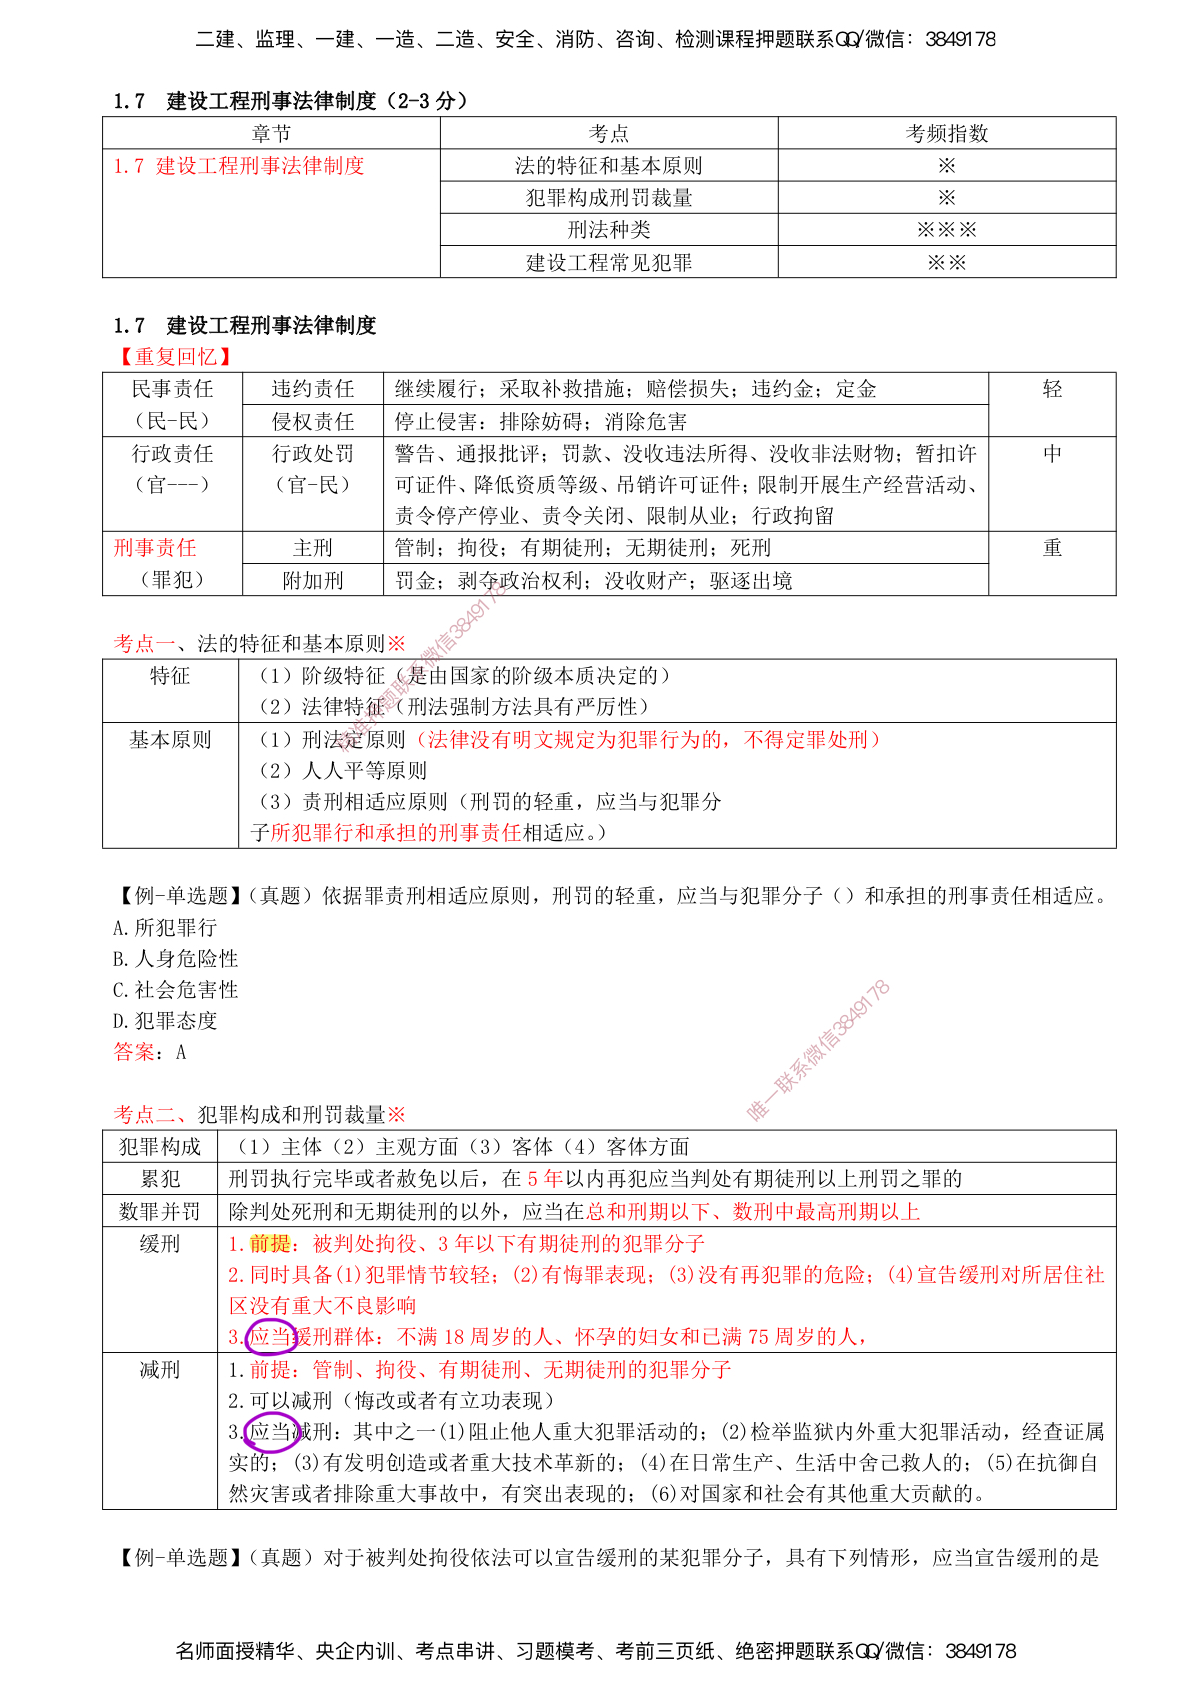 二建、监理、一建、一造、二造、安全、消防、咨询、检测课程押题联系QQ/微信：3849178
1.7 建设工程刑事法律制度（2-3 分）
章节 考点 考频指数
1.7 建设工程刑事法律制度 法的特征和基本原则 ※
犯罪构成刑罚裁量 ※
刑法种类 ※※※
建设工程常见犯罪 ※※
1.7 建设工程刑事法律制度
【重复回忆】
民事责任 违约责任 继续履行；采取补救措施；赔偿损失；违约金；定金 轻
（民-民） 侵权责任 停止侵害：排除妨碍；消除危害
行政责任 行政处罚 警告、通报批评；罚款、没收违法所得、没收非法财物；暂扣许 中
（官---） （官-民） 可证件、降低资质等级、吊销许可证件；限制开展生产经营活动、
责令停产停业、责令关闭、限制从业；行政拘留
刑事责任 主刑 管制；拘役；有期徒刑；无期徒刑；死刑 重
（罪犯） 附加刑 罚金；剥夺政治权利；没收财产；驱逐出境
考点一、法的特征和基本原则※
特征 （1）阶级特征（是由国家的阶级本质决定的）
（2）法律特征（刑法强制方法具有严厉性）
基本原则 （1）刑法定原则（法律没有明文规定为犯罪行为的，不得定罪处刑）
（2）人人平等原则
（3）责刑相适应原则（刑罚的轻重，应当与犯罪分
子所犯罪行和承担的刑事责任相适应。）
精准押题联系微信3849178
【例-单选题】（真题）依据罪责刑相适应原则，刑罚的轻重，应当与犯罪分子（）和承担的刑事责任相适应。
A.所犯罪行
B.人身危险性
C.社会危害性
D.犯罪态度
答案：A
唯一联系微信3849178
考点二、犯罪构成和刑罚裁量※
犯罪构成 （1）主体（2）主观方面（3）客体（4）客体方面
累犯 刑罚执行完毕或者赦免以后，在 5 年以内再犯应当判处有期徒刑以上刑罚之罪的
数罪并罚 除判处死刑和无期徒刑的以外，应当在总和刑期以下、数刑中最高刑期以上
缓刑 1.前提：被判处拘役、3 年以下有期徒刑的犯罪分子
2.同时具备(1)犯罪情节较轻；(2)有悔罪表现；(3)没有再犯罪的危险；(4)宣告缓刑对所居住社
区没有重大不良影响
3.应当缓刑群体：不满 18 周岁的人、怀孕的妇女和已满 75 周岁的人，
减刑 1.前提：管制、拘役、有期徒刑、无期徒刑的犯罪分子
2.可以减刑（悔改或者有立功表现）
3.应当减刑：其中之一(1)阻止他人重大犯罪活动的；(2)检举监狱内外重大犯罪活动，经查证属
实的；(3)有发明创造或者重大技术革新的；(4)在日常生产、生活中舍己救人的；(5)在抗御自
然灾害或者排除重大事故中，有突出表现的；(6)对国家和社会有其他重大贡献的。
【例-单选题】（真题）对于被判处拘役依法可以宣告缓刑的某犯罪分子，具有下列情形，应当宣告缓刑的是
名师面授精华、央企内训、考点串讲、习题模考、考前三页纸、绝密押题联系QQ/微信：3849178